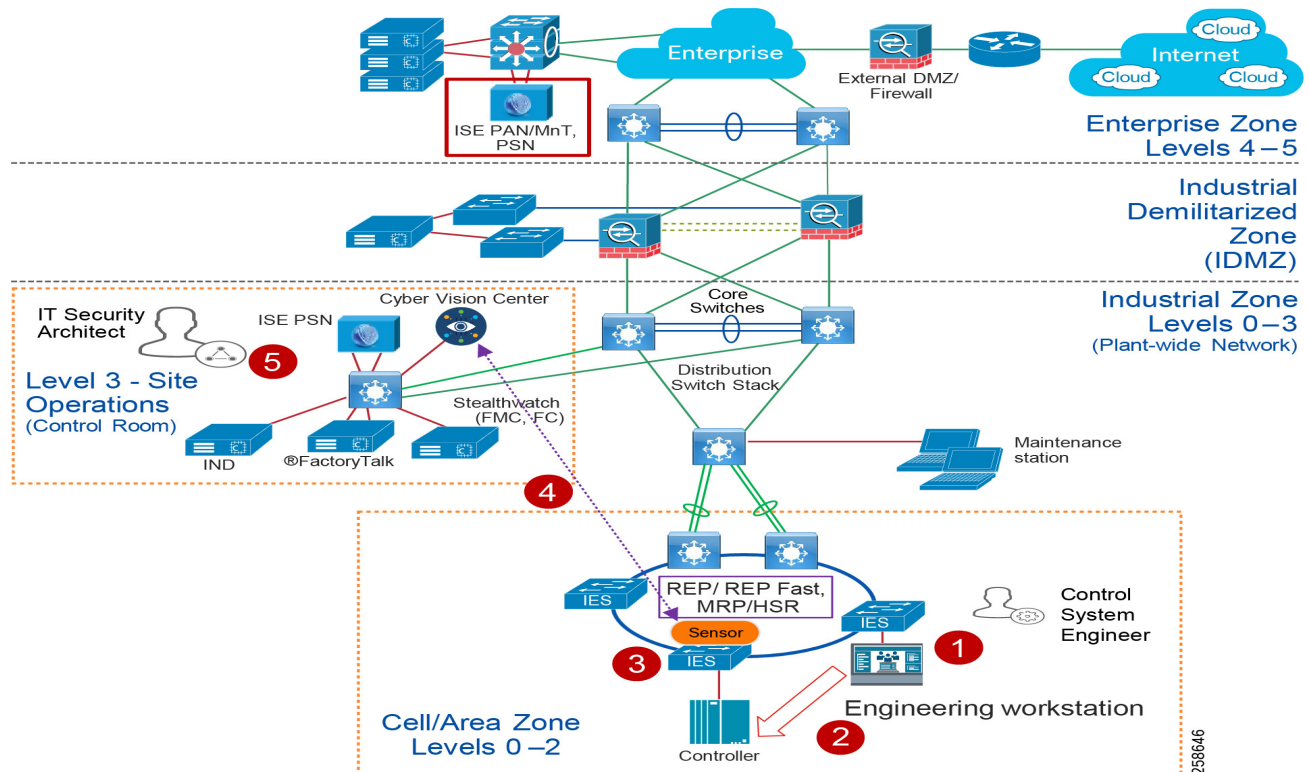 Cloud
Enterprise
Internet
Cloud
Cloud
External DMZ/
Firewall
ISE PAN/MnT,
PSN
Enterprise Zone
Levels 4–5
Industrial
Demilitarized
Zone
(IDMZ)
Industrial Zone
Levels 0–3
(Plant-wide Network)
Core
Switches
Cyber Vision Center
IT Security
Architect
ISE PSN
5
Level 3 - Site
Operations
(Control Room)
Distribution
Switch Stack
Stealthwatch
(FMC, FC)
IND
®FactoryTalk
Maintenance
station
4
REP/ REP Fast,
MRP/HSR
IES
IES
Sensor
IES
Control
System
Engineer
1
3
Engineering workstation
2
Controller
Cell/Area Zone
Levels 0–2
258646